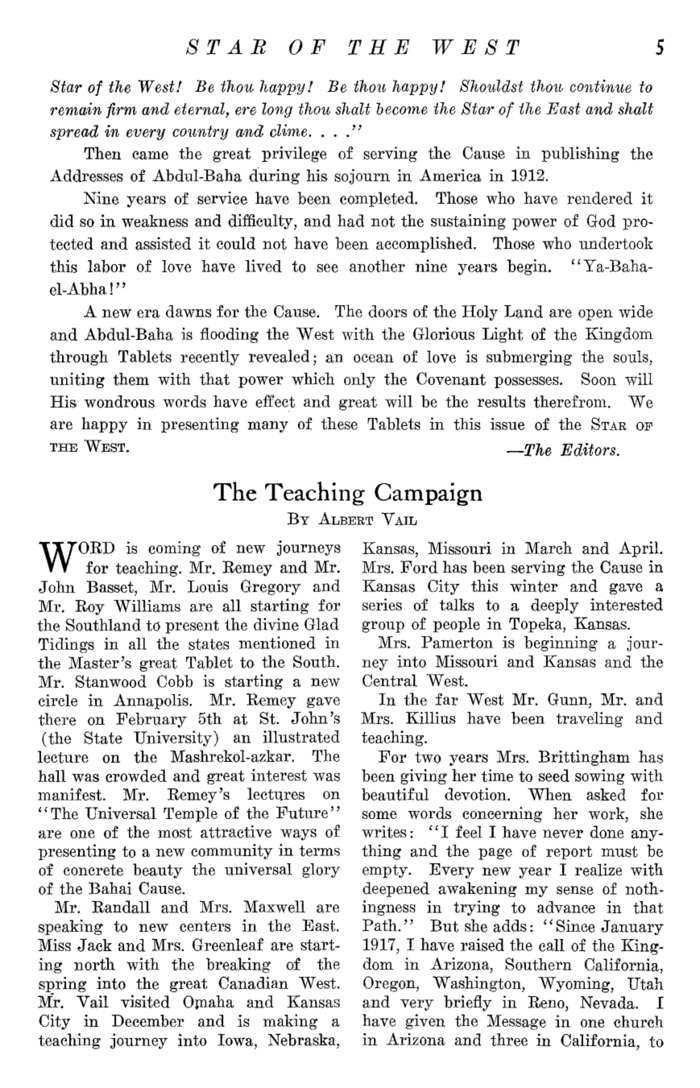 STAR OF THE WEST 5
Star of the West! Be thou happy! Be thou happy! Shouldst thou continue to
remain firm and eternal, ere long thou shalt become the Star of the East and shalt
spread in every country and clime. . . .’’
Then came the great privilege of serving the Cause in publishing the
Addresses of Abdul-Baha during his sojourn in America in 1912.
Nine years of service have been completed. Those who have rendered it
did so in weakness and difficulty, and had not the sustaining power of God pro-
tected and assisted it could not have been accomplished. Those who undertook
this labor of love have lived to see another nine years begin. ‘‘Ya-Baha-
el-Abha!’’
A new era dawns for the Cause. The doors of the Holy Land are open wide
and Abdul-Baha is flooding the West with the Glorious Light of the Kingdom
through Tablets recently revealed; an ocean of love is submerging the souls,
uniting them with that power which only the Covenant possesses. Soon will
His wondrous words have effect and great will be the results therefrom. We
are happy in presenting many of these Tablets in this issue of the STAR OF
THE WEST. —The Editors.
The Teaching Campaign
BY ALBERT VAIL
WORD is coming of new journeys
for teaching. Mr. Remey and Mr.
John Basset, Mr. Louis Gregory and
Mr. Roy Williams are all starting for
the Southland to present the divine Glad
Tidings in all the states mentioned in
the Master’s great Tablet to the South.
Mr. Stanwood Cobb is starting a new
circle in Annapolis. Mr. Remey gave
there on February 5th at St. John’s
(the State University) an illustrated
lecture on the Mashrekol-azkar. The
hall was crowded and great interest was
manifest. Mr. Remey’s lectures on
‘‘The Universal Temple of the Future’’
are one of the most attractive ways of
presenting to a new community in terms
of concrete beauty the universal glory
of the Bahai Cause.
Mr. Randall and Mrs. Maxwell are
speaking to new centers in the East.
Miss Jack and Mrs. Greenleaf are start-
ing north with the breaking of the
spring into the great Canadian West.
Mr. Vail visited Omaha and Kansas
City in December and is making a
teaching journey into Iowa, Nebraska,
Kansas, Missouri in March and April.
Mrs. Ford has been serving the Cause in
Kansas City this winter and gave a
series of talks to a deeply interested
group of people in Topeka, Kansas.
Mrs. Pamerton is beginning a jour-
ney into Missouri and Kansas and the
Central West.
In the far West Mr. Gunn, Mr. and
Mrs. Killius have been traveling and
teaching.
For two years Mrs. Brittingham has
been giving her time to seed sowing with
beautiful devotion. When asked for
some words concerning her work, she
writes: ‘‘I feel I have never done any-
thing and the page of report must be
empty. Every new year I realize with
deepened awakening my sense of noth-
ingness in trying to advance in that
Path.’’ But she adds: ‘‘Since January
1917, I have raised the call of the King-
dom in Arizona, Southern California,
Oregon, Washington, Wyoming, Utah
and very briefly in Reno, Nevada. I
have given the Message in one church
in Arizona and three in California, to